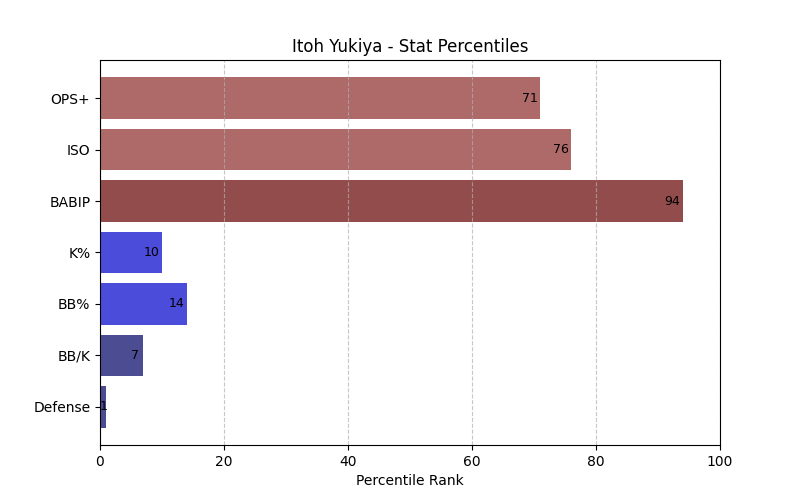 Itoh Yukiya - Stat Percentiles
OPS+ 71
ISO 76
BABIP 94
K% 10
BB% 14
BB/K 7
Defense 1
0 20 40 60 80 100
Percentile Rank